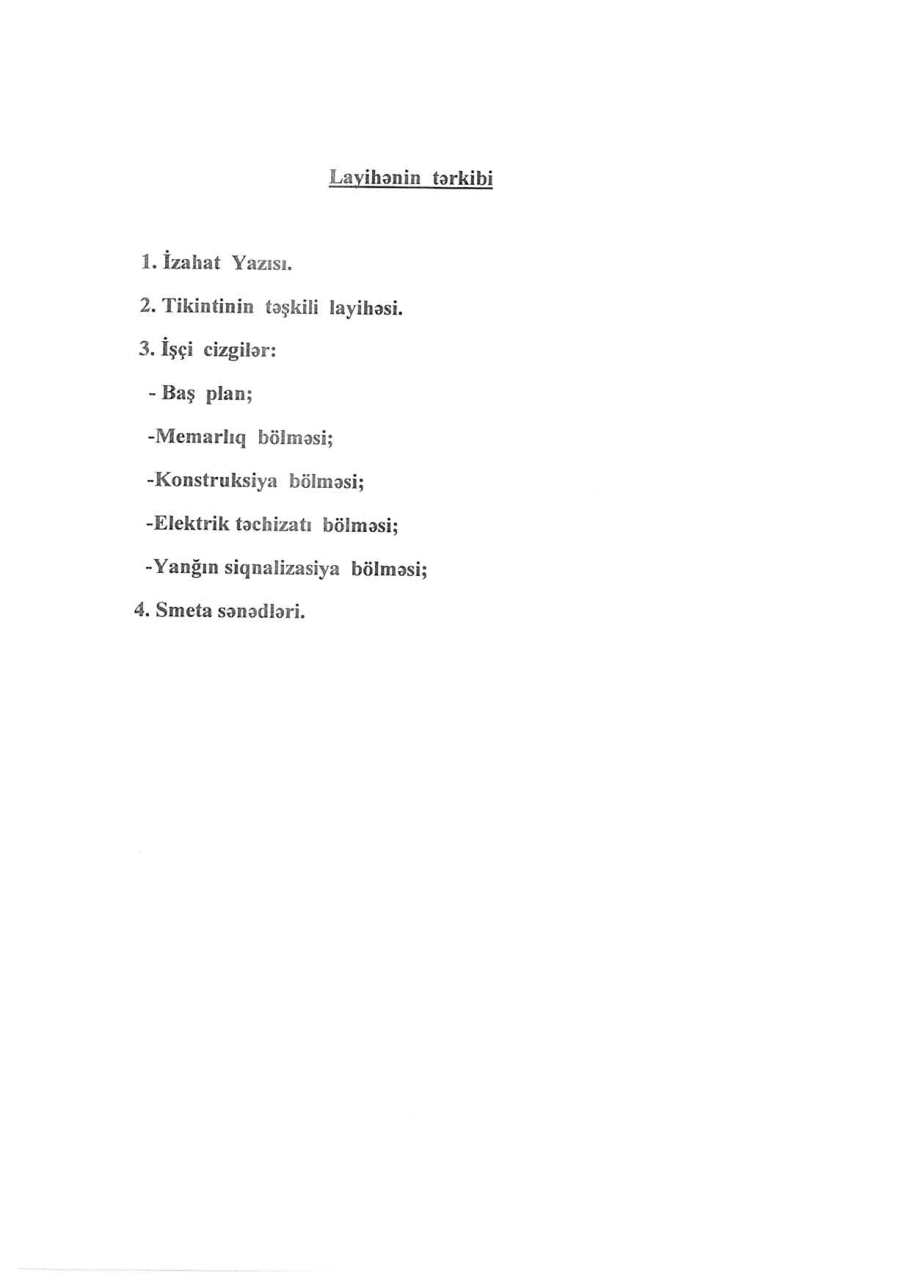 Layihənin tərkibi
1. İzahat Yazısı.
2. Tikintinin təşkili layihəsi.
3. İşçi cizgilər:
- Baş plan;
-Memarlıq bölməsi;
-Konstruksiya bölməsi;
-Elektrik təchizatı bölməsi;
-Yanğın siqnalizasiya bölməsi;
4. Smeta sənədləri.